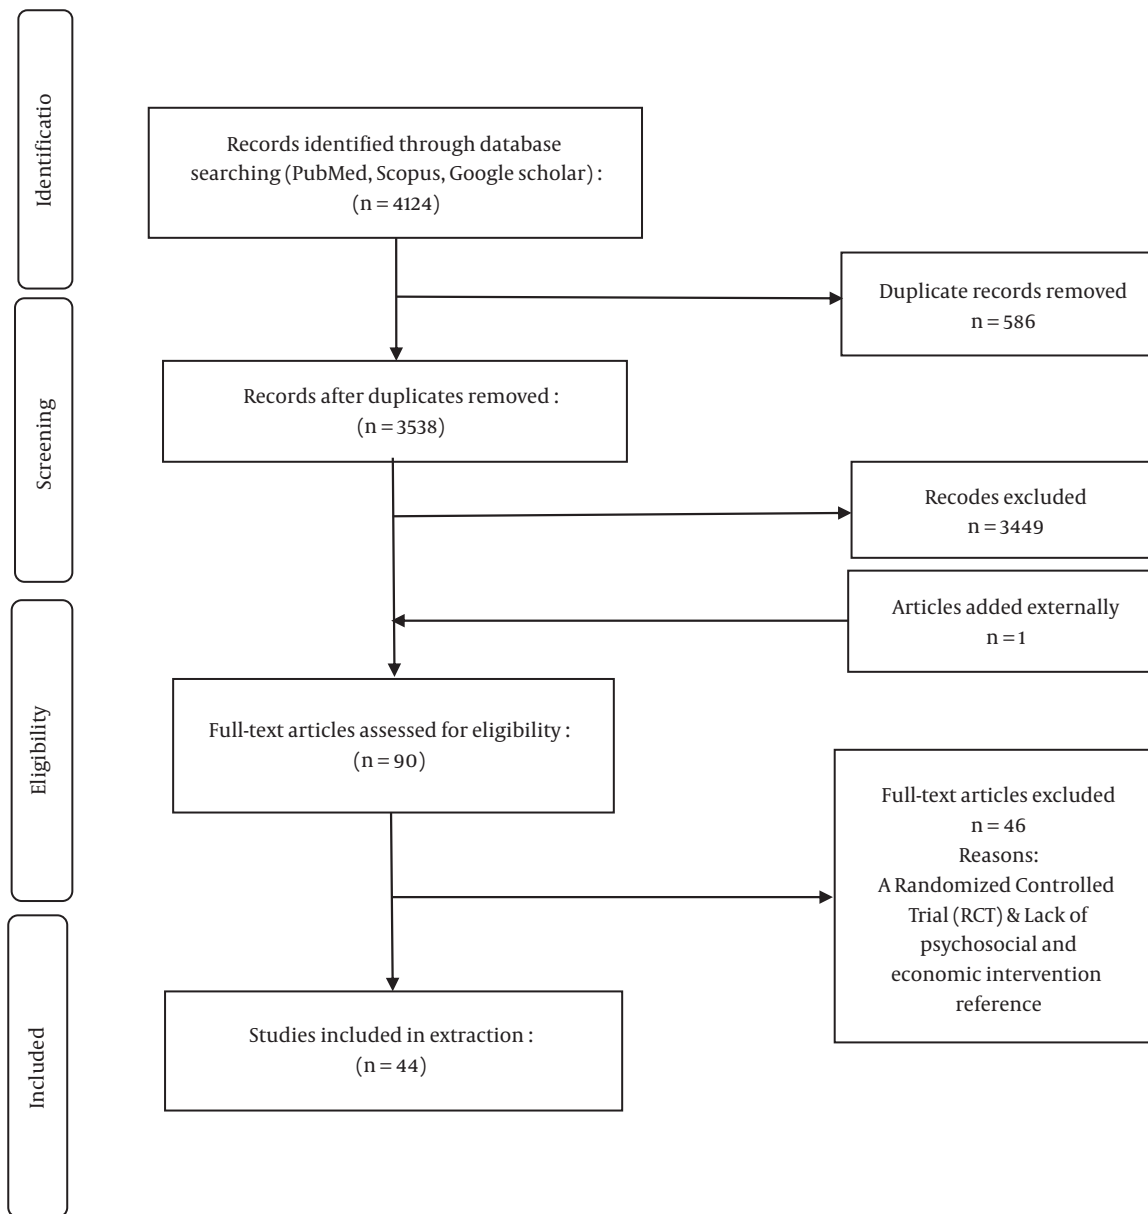 Identificatio
Records identified through database
searching (PubMed, Scopus, Google scholar) :
(n = 4124)
Duplicate records removed
n = 586
Screening
Records after duplicates removed :
(n = 3538)
Recodes excluded
n = 3449
Articles added externally
n = 1
Eligibility
Full-text articles assessed for eligibility :
(n = 90)
Full-text articles excluded
n = 46
Reasons:
A Randomized Controlled
Trial (RCT) & Lack of
psychosocial and
economic intervention
reference
Included
Studies included in extraction :
(n = 44)